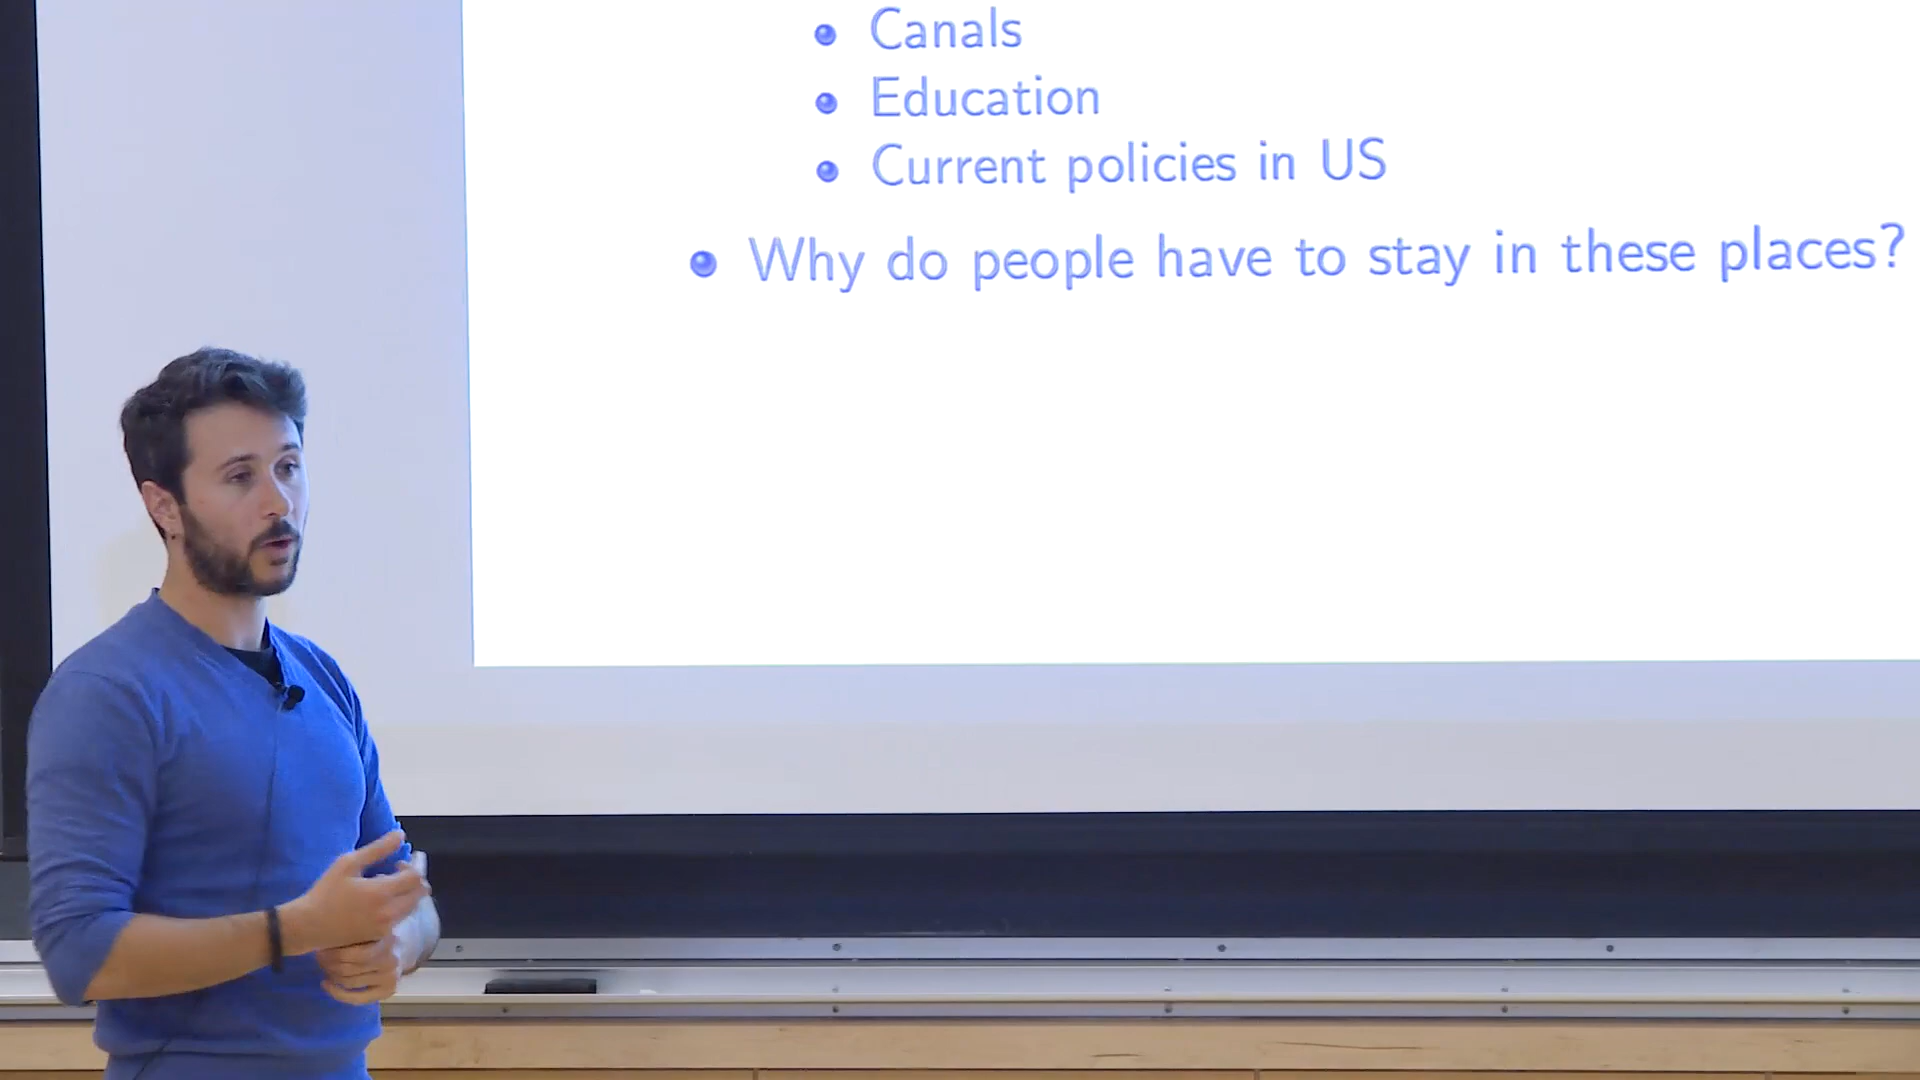 Canals
Education
Current policies in US
Why do people have to stay in these places?